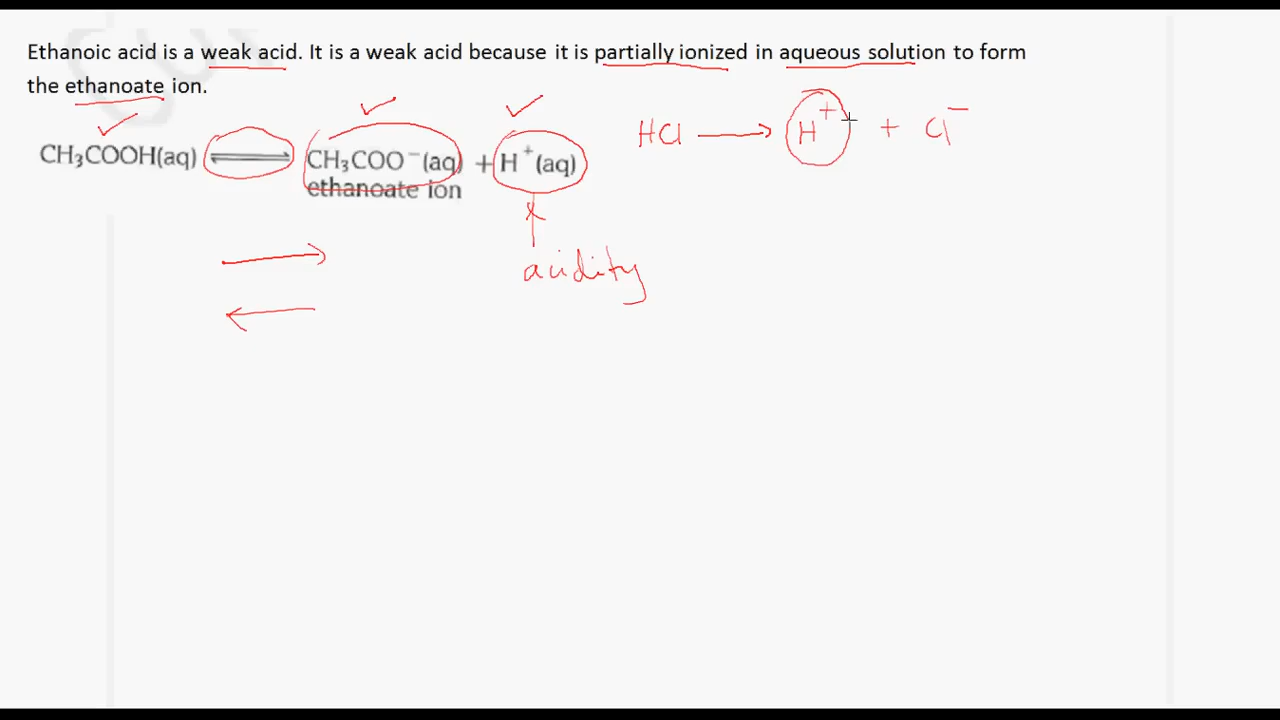 Ethanoic acid is a weak acid. It is a weak acid because it is partially ionized in aqueous solution to form
the ethanoate ion.
CH₃COOH(aq) ⇌ CH₃COO⁻(aq) + H⁺(aq)
ethanoate ion
HCl → H⁺ + Cl⁻
acidity